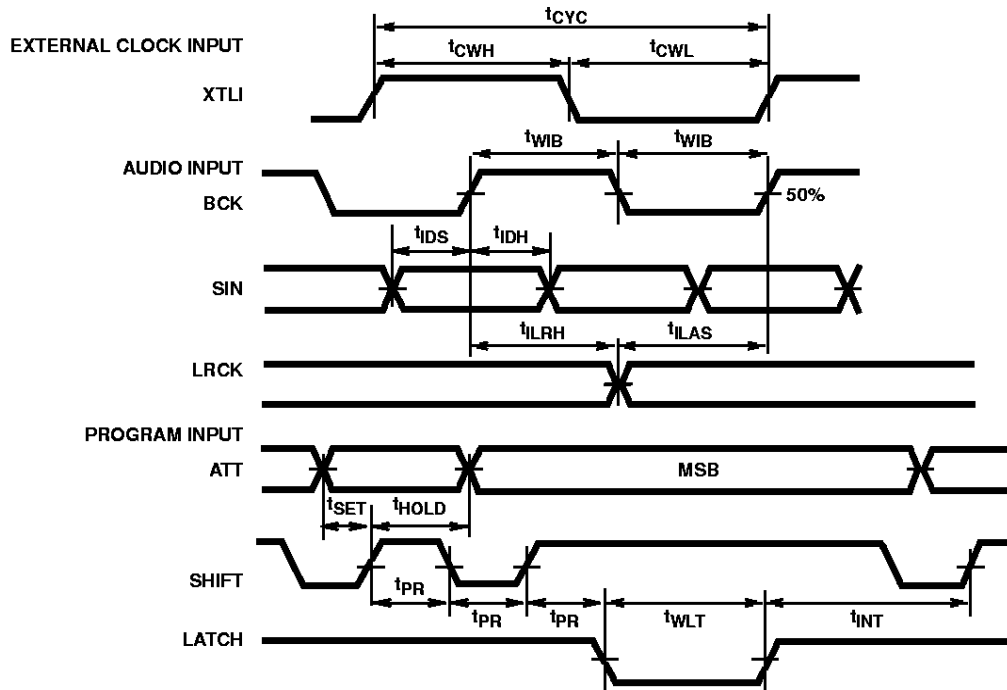 tCYC
EXTERNAL CLOCK INPUT
tCWH tCWL
XTLI
tWIB tWIB
AUDIO INPUT
BCK 50%
tIDS tIDH
SIN
tILRH tILAS
LRCK
PROGRAM INPUT
ATT MSB
tSET tHOLD
SHIFT
tPR tPR tPR tWLT tINT
LATCH